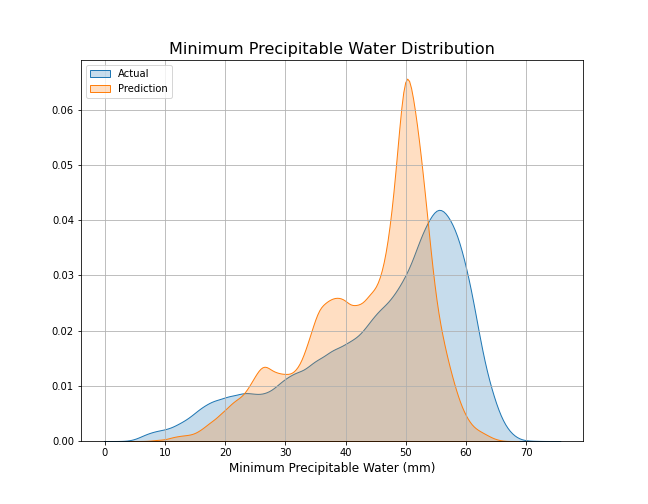 Minimum Precipitable Water Distribution
Actual
Prediction
0.06
0.05
0.04
0.03
0.02
0.01
0.00
0 10 20 30 40 50 60 70
Minimum Precipitable Water (mm)